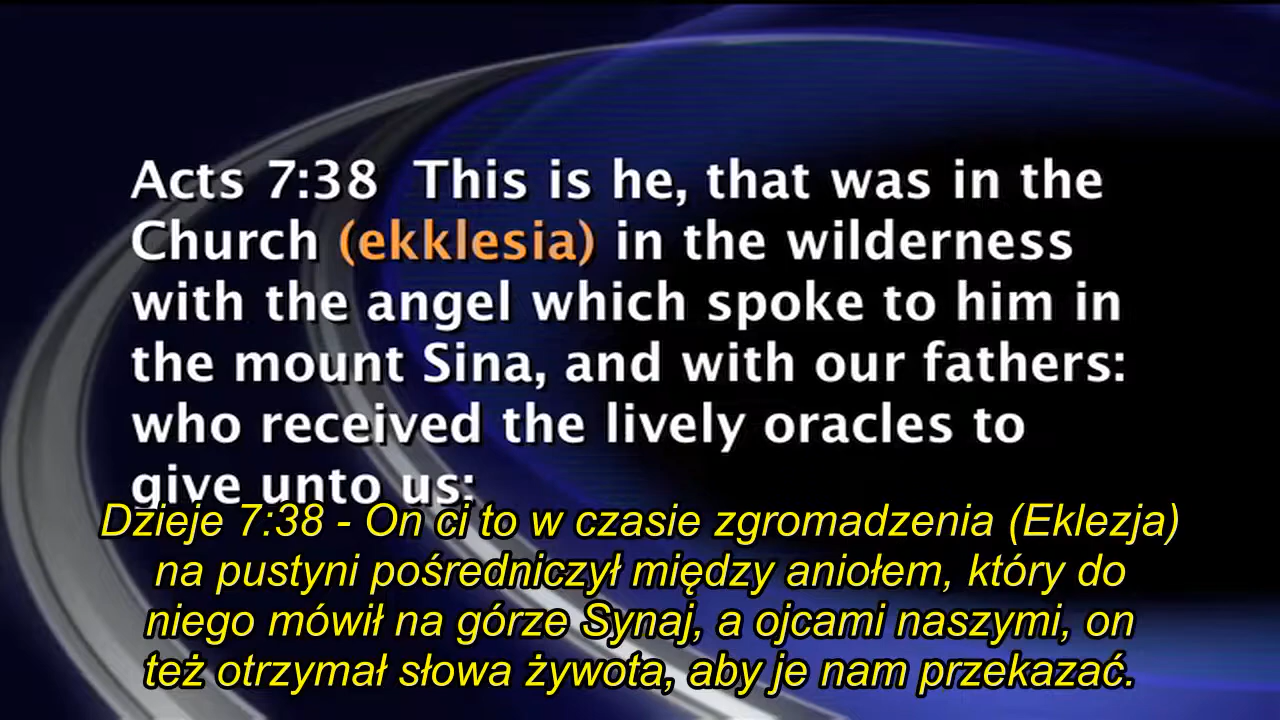 Acts 7:38  This is he, that was in the
Church (ekklesia) in the wilderness
with the angel which spoke to him in
the mount Sina, and with our fathers:
who received the lively oracles to
give unto us:
Dzieje 7:38 - On ci to w czasie zgromadzenia (Eklezja)
na pustyni pośredniczył między aniołem, który do
niego mówił na górze Synaj, a ojcami naszymi, on
też otrzymał słowa żywota, aby je nam przekazać.